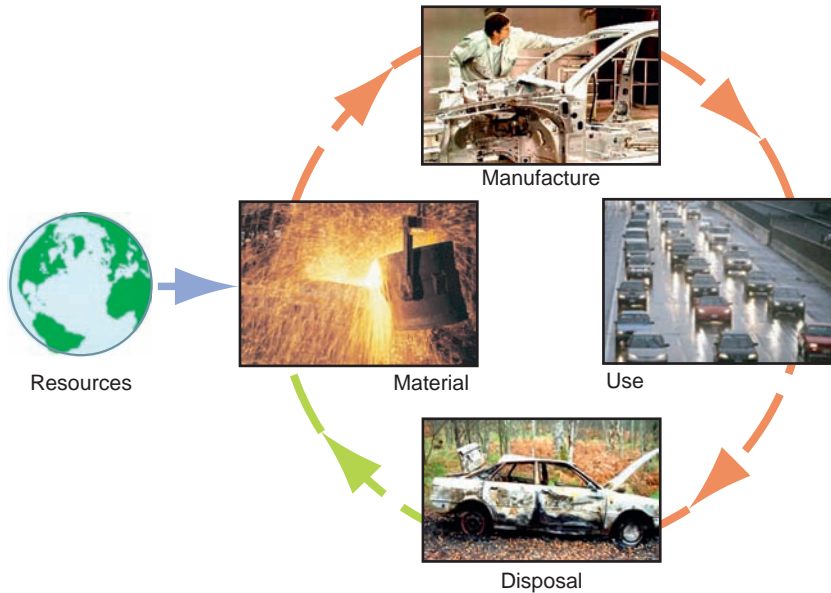 Manufacture
Resources
Material
Use
Disposal